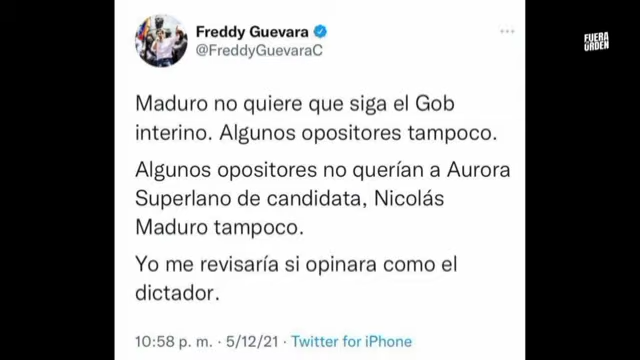 Freddy Guevara
@FreddyGuevaraC
FUERA
ORDEN
Maduro no quiere que siga el Gob
interino. Algunos opositores tampoco.
Algunos opositores no querían a Aurora
Superlano de candidata, Nicolás
Maduro tampoco.
Yo me revisaría si opinara como el
dictador.
10:58 p. m. · 5/12/21 · Twitter for iPhone